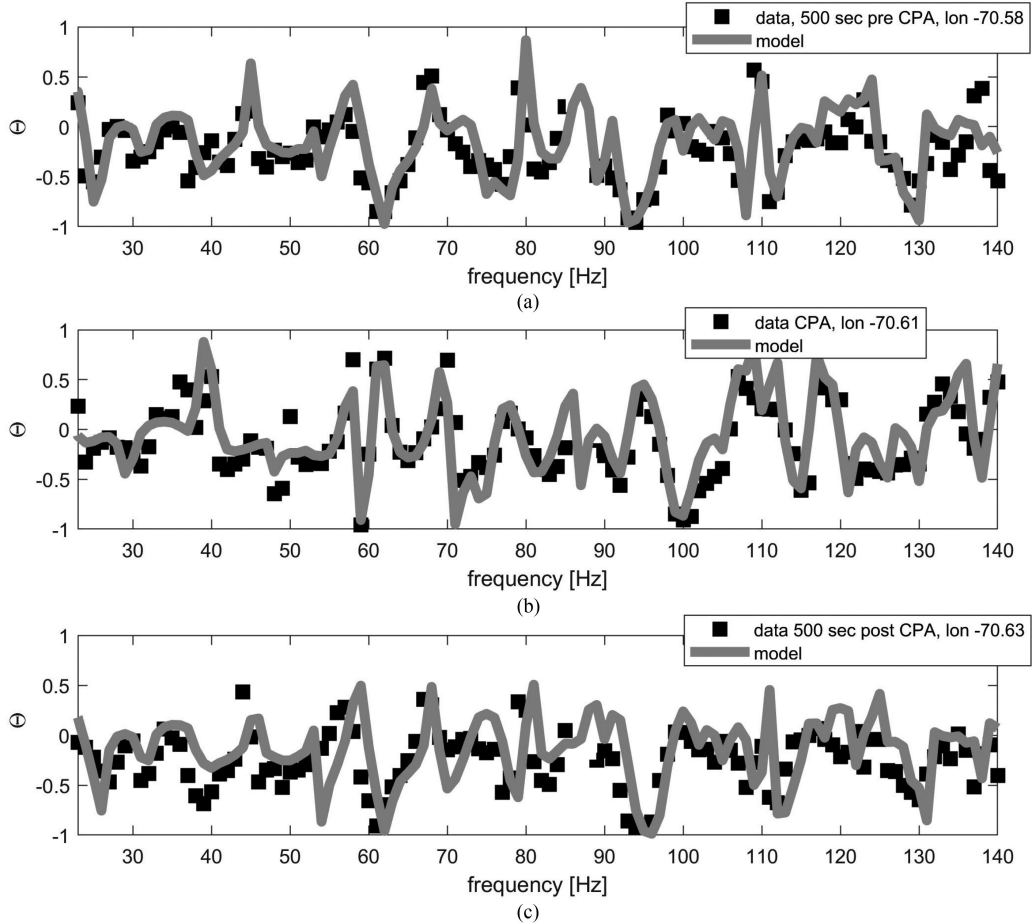 data, 500 sec pre CPA, lon -70.58
model
1
0.5
0
-0.5
-1
Θ
30 40 50 60 70 80 90 100 110 120 130 140
frequency [Hz]
(a)
data CPA, lon -70.61
model
1
0.5
0
-0.5
-1
Θ
30 40 50 60 70 80 90 100 110 120 130 140
frequency [Hz]
(b)
data 500 sec post CPA, lon -70.63
model
1
0.5
0
-0.5
-1
Θ
30 40 50 60 70 80 90 100 110 120 130 140
frequency [Hz]
(c)